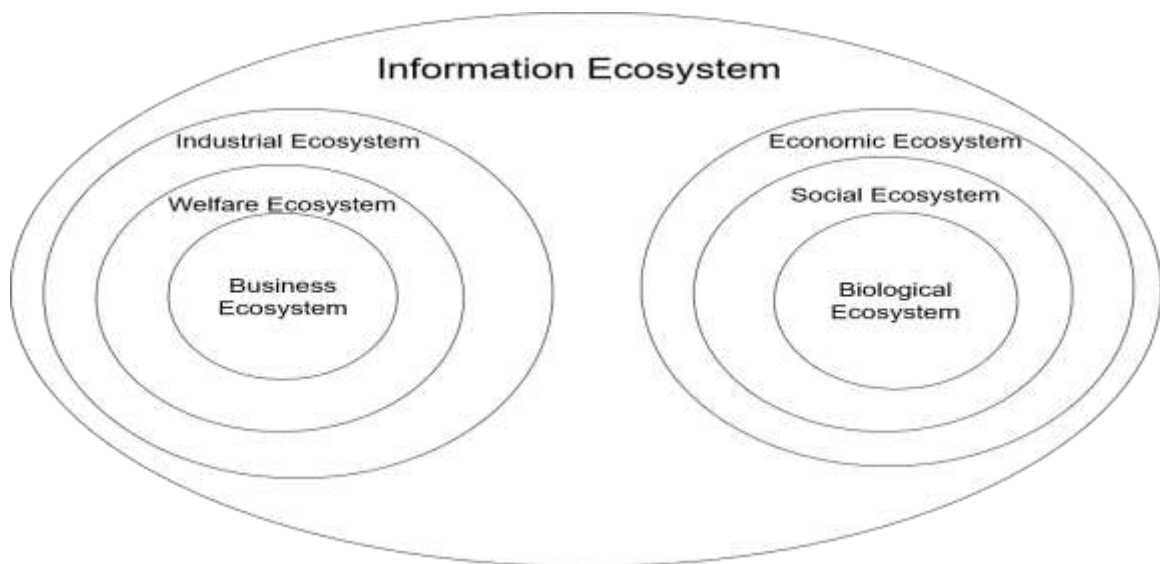 Information Ecosystem
Industrial Ecosystem
Welfare Ecosystem
Business
Ecosystem
Economic Ecosystem
Social Ecosystem
Biological
Ecosystem